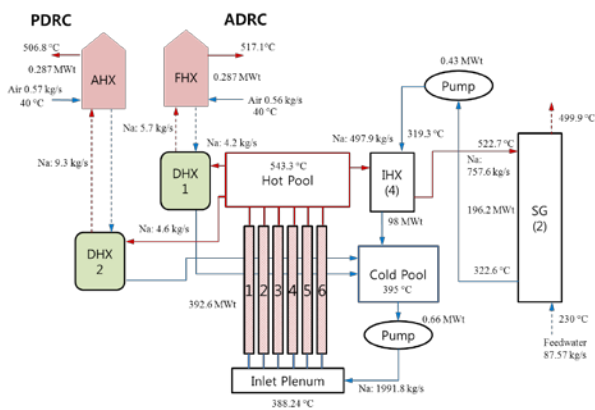 PDRC
ADRC
506.8 °C
517.1°C
0.287 MWt
AHX
FHX
0.287 MWt
Air 0.57 kg/s
40 °C
Air 0.56 kg/s
40 °C
0.43 MWt
Pump
499.9 °C
Na: 5.7 kg/s
Na: 4.2 kg/s
Na: 497.9 kg/s
319.3 °C
522.7°C
Na: 9.3 kg/s
DHX
1
543.3 °C
Hot Pool
IHX
(4)
Na:
757.6 kg/s
196.2 MWt
SG
(2)
Na: 4.6 kg/s
98 MWt
DHX
2
Cold Pool
395 °C
322.6°C
392.6 MWt
1 2 3 4 5 6
0.66 MWt
Pump
230 °C
Feedwater
87.57 kg/s
Inlet Plenum
Na: 1991.8 kg/s
388.24 °C